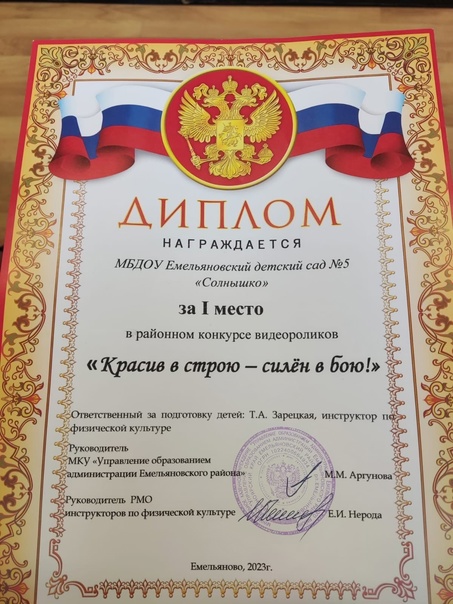 ДИПЛОМ
НАГРАЖДАЕТСЯ
МБДОУ Емельяновский детский сад №5
«Солнышко»
за I место
в районном конкурсе видеороликов
«Красив в строю – силён в бою!»
Ответственный за подготовку детей: Т.А. Зарецкая, инструктор по
физической культуре
Руководитель
МКУ «Управление образованием
администрации Емельяновского района» М.М. Аргунова
Руководитель РМО
инструкторов по физической культуре Е.И. Нерода
Емельяново, 2023г.